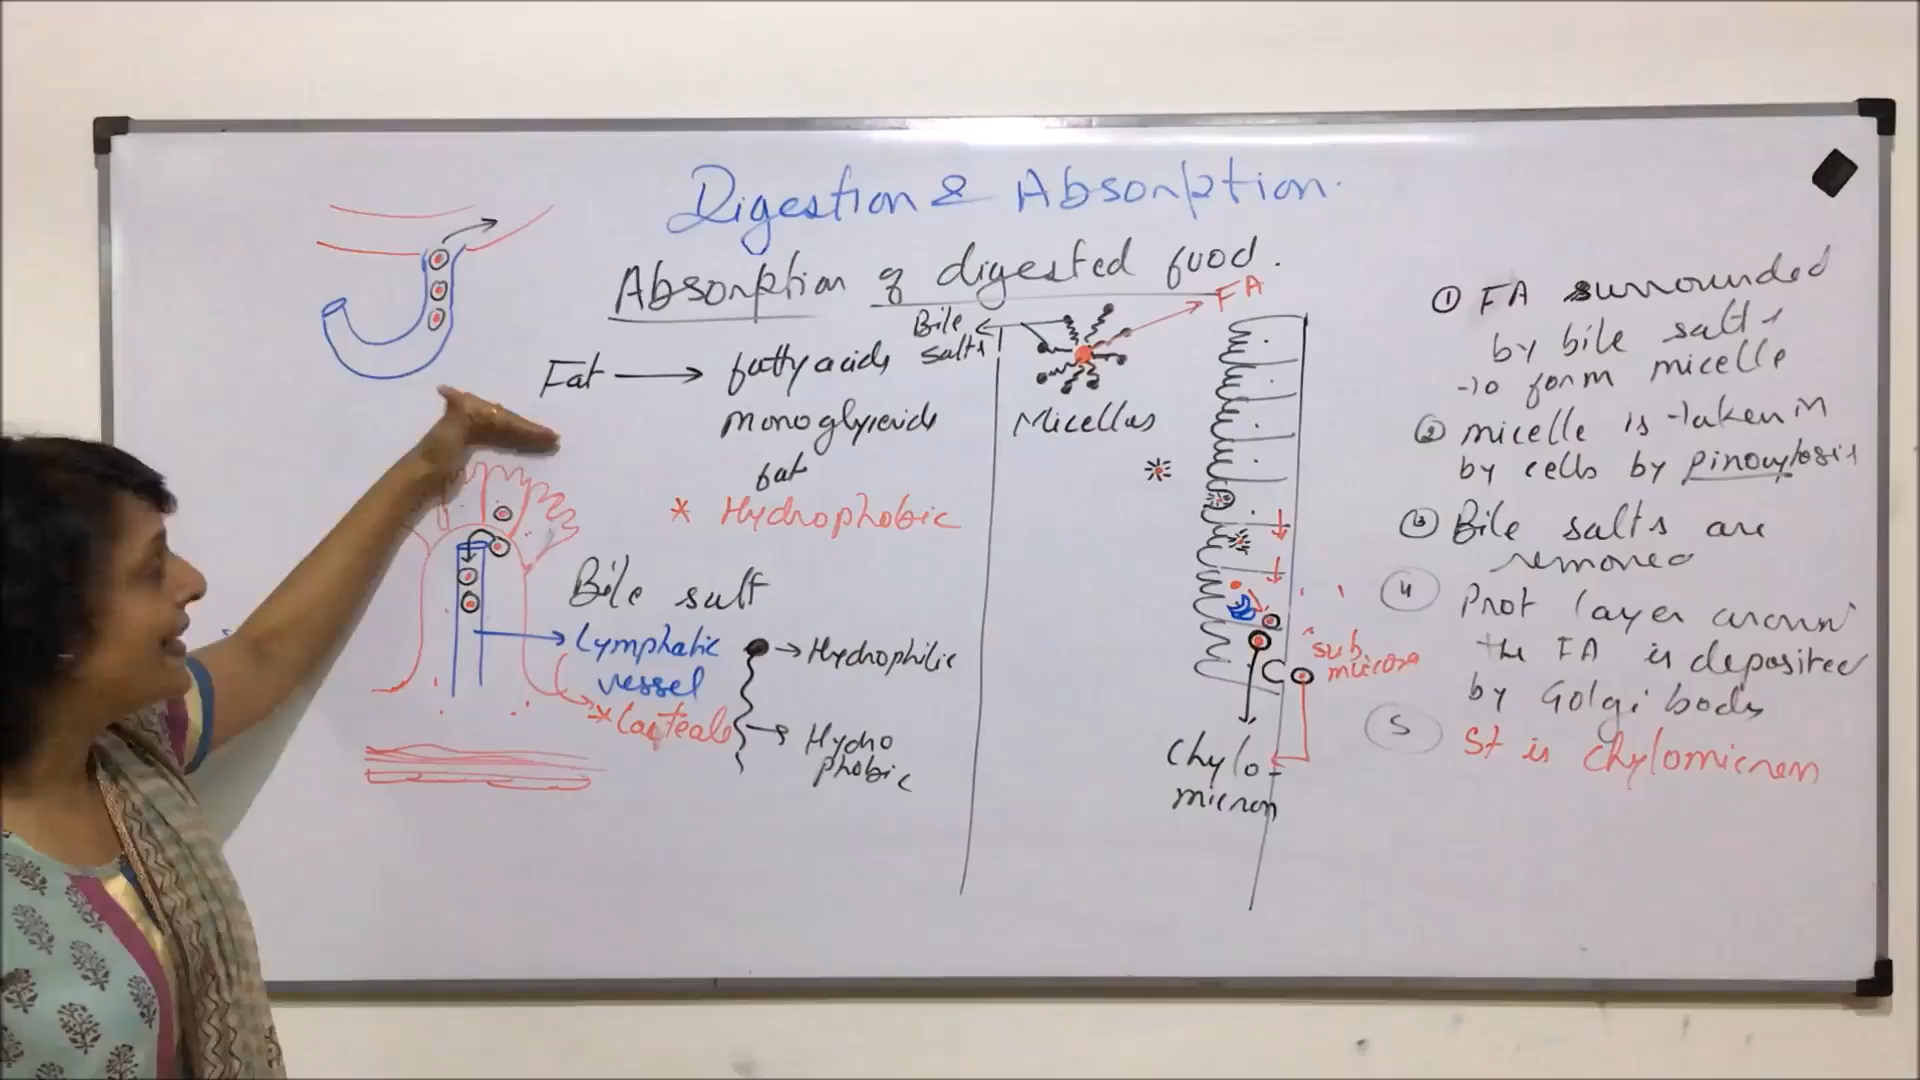 Digestion & Absorption.
Absorption of digested food.
Fat → fatty acids
monoglycerids
fat
* Hydrophobic
Bile salt
Lymphatic
vessel
* Lacteals
→ Hydrophilic
→ Hydro
phobic
Bile
salts
FA
Micelles
sub
mucosa
Chylo-
micron
① FA surrounded
by bile salts
to form micelle
② micelle is taken in
by cells by pinocytosis
③ Bile salts are
removed
4 Prot layer around
the FA is deposited
by Golgi body
5 St is chylomicron